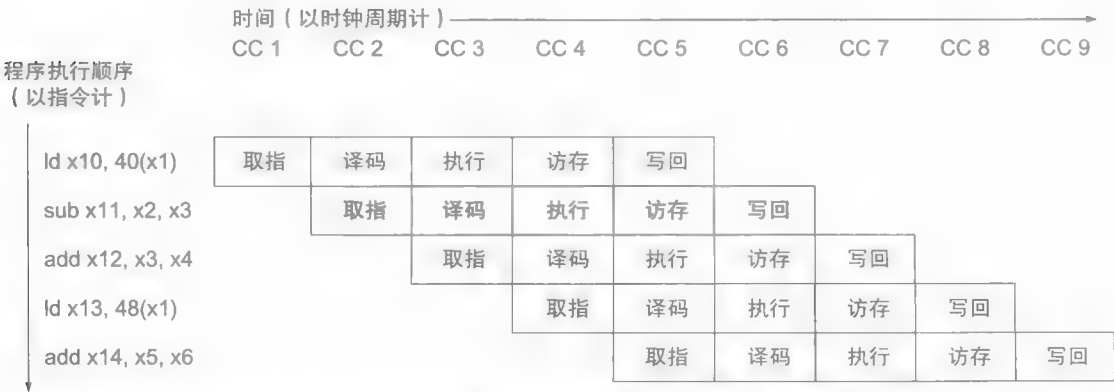 时间（以时钟周期计）
CC 1 CC 2 CC 3 CC 4 CC 5 CC 6 CC 7 CC 8 CC 9
程序执行顺序
（以指令计）
ld x10, 40(x1) 取指 译码 执行 访存 写回
sub x11, x2, x3 取指 译码 执行 访存 写回
add x12, x3, x4 取指 译码 执行 访存 写回
ld x13, 48(x1) 取指 译码 执行 访存 写回
add x14, x5, x6 取指 译码 执行 访存 写回